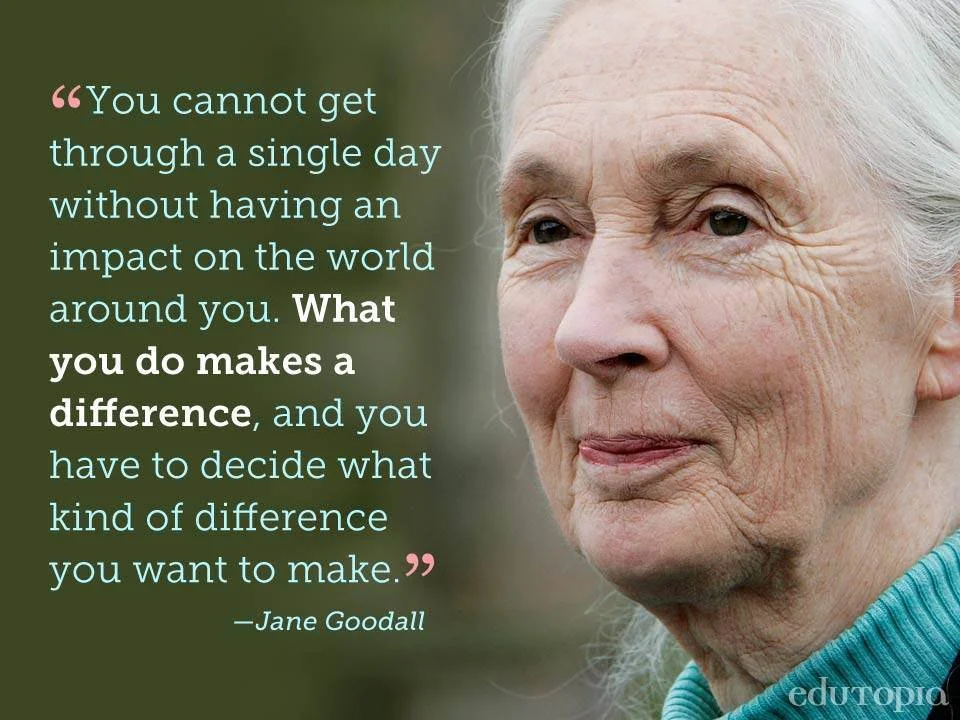 “You cannot get
through a single day
without having an
impact on the world
around you. What
you do makes a
difference, and you
have to decide what
kind of difference
you want to make.”
—Jane Goodall
edutopia